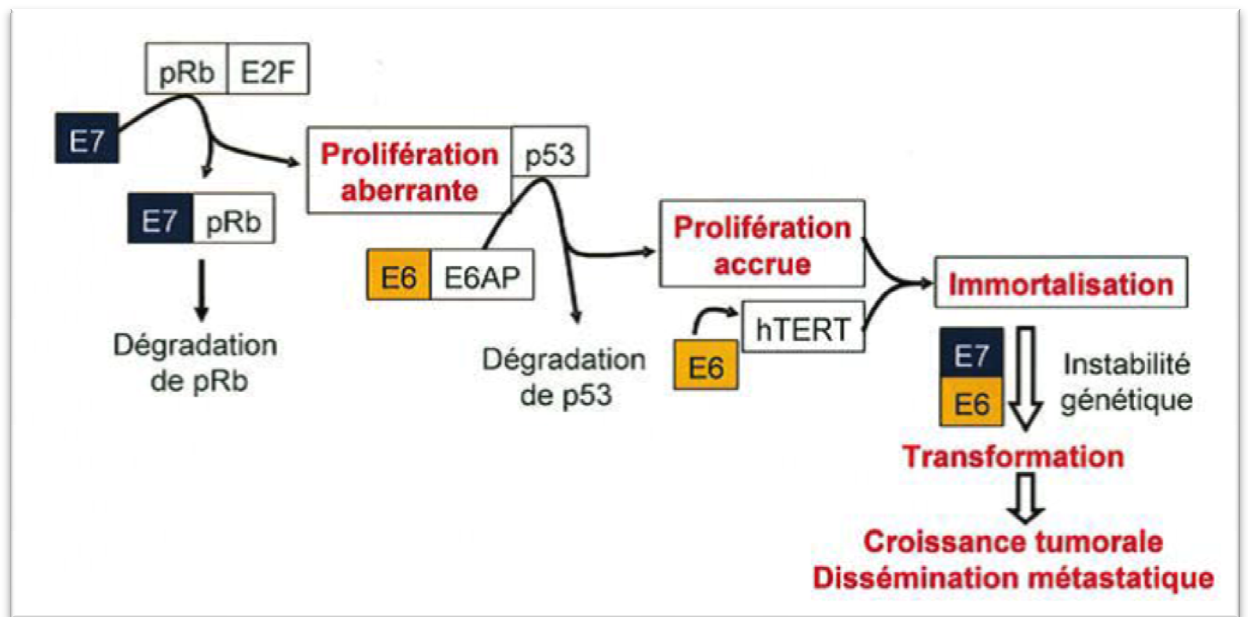 pRb E2F
E7
Prolifération
aberrante
p53
E7 pRb
E6 E6AP
Dégradation
de pRb
Dégradation
de p53
Prolifération
accrue
hTERT
E6
Immortalisation
E7
E6
Instabilité
génétique
Transformation
Croissance tumorale
Dissémination métastatique